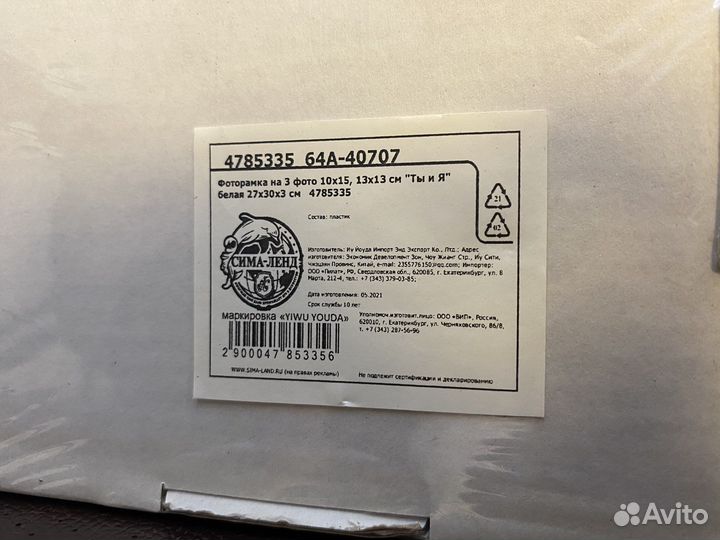 4785335 64А-40707
Фоторамка на 3 фото 10х15, 13х13 см "Ты и Я"
белая 27х30х3 см 4785335
21
02
Состав: пластик
СИМА-ЛЕНД
Изготовитель: Иу Йоуда Импорт Энд Экспорт Ко., Лтд.; Адрес
изготовителя: Экономик Девелопмент Зон, Чоу Жианг Стр., Иу Сити,
Чжэцзян Провинс, Китай, e-mail: 2355776150@qq.com; Импортер:
ООО «Пилат», РФ, Свердловская обл., 620085, г. Екатеринбург, ул. 8
Марта, 212-4, тел.: +7 (343) 379-03-85;
Дата изготовления: 05.2021
Срок службы 10 лет
маркировка «YIWU YOUDA»
Уполномоч.изготовит.лицо: ООО «ВИП», Россия,
620010, г. Екатеринбург, ул. Черняховского, 86/8,
т. +7 (343) 287-56-96
2 900047 853356
WWW.SIMA-LAND.RU (на правах рекламы)
Не подлежит сертификации и декларированию
Avito